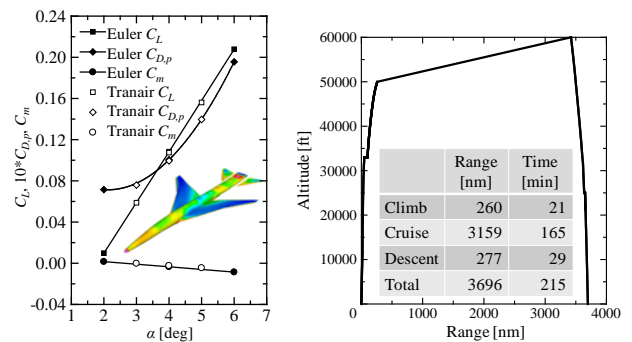 0.24
0.20
0.16
0.12
0.08
0.04
0.00
-0.04
C_L, 10*C_{D,p}, C_m
Euler C_L
Euler C_{D,p}
Euler C_m
Tranair C_L
Tranair C_{D,p}
Tranair C_m
1 2 3 4 5 6 7
α [deg]
60000
50000
40000
30000
20000
10000
0
Altitude [ft]
Range Time
[nm] [min]
Climb 260 21
Cruise 3159 165
Descent 277 29
Total 3696 215
0 1000 2000 3000 4000
Range [nm]